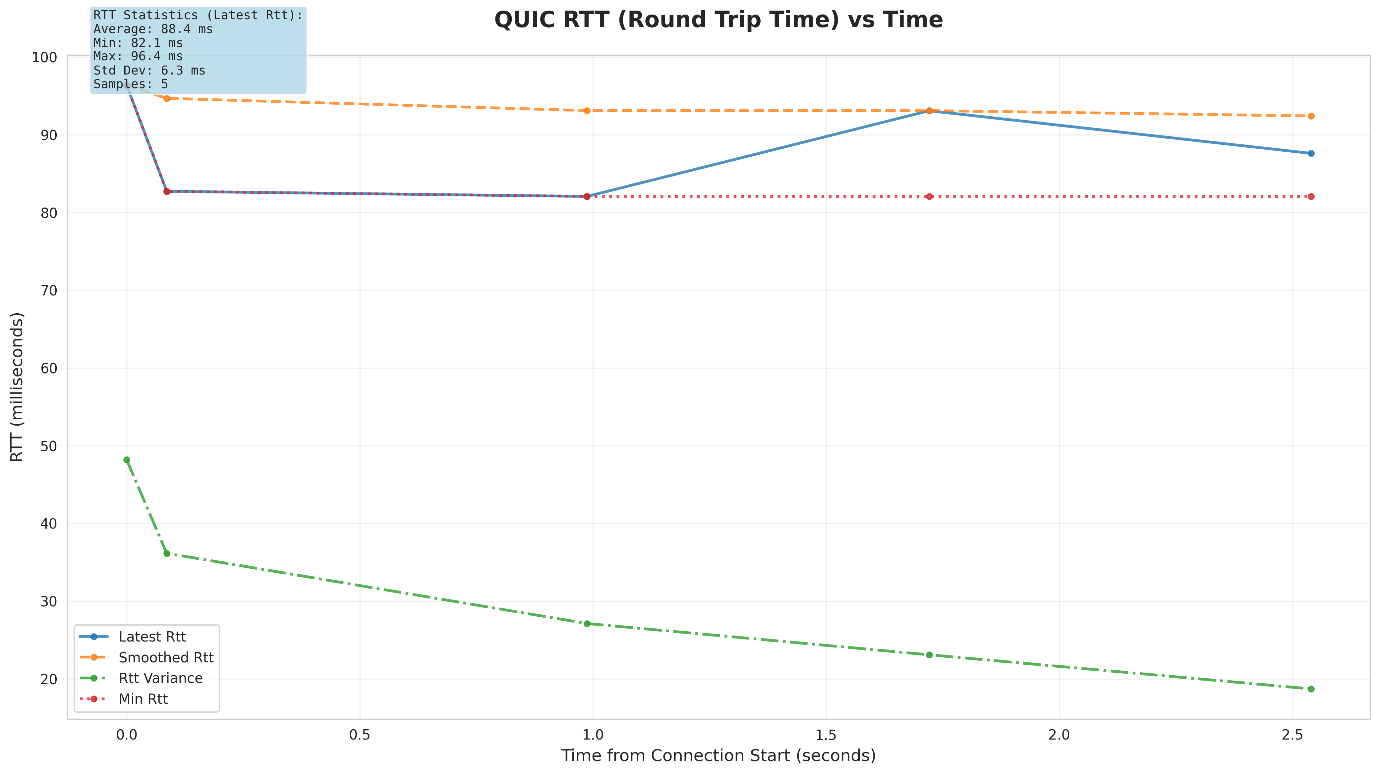 RTT Statistics (Latest Rtt):
Average: 88.4 ms
Min: 82.1 ms
Max: 96.4 ms
Std Dev: 6.3 ms
Samples: 5
QUIC RTT (Round Trip Time) vs Time
100
90
80
70
60
50
40
30
20
RTT (milliseconds)
Latest Rtt
Smoothed Rtt
Rtt Variance
Min Rtt
0.0 0.5 1.0 1.5 2.0 2.5
Time from Connection Start (seconds)